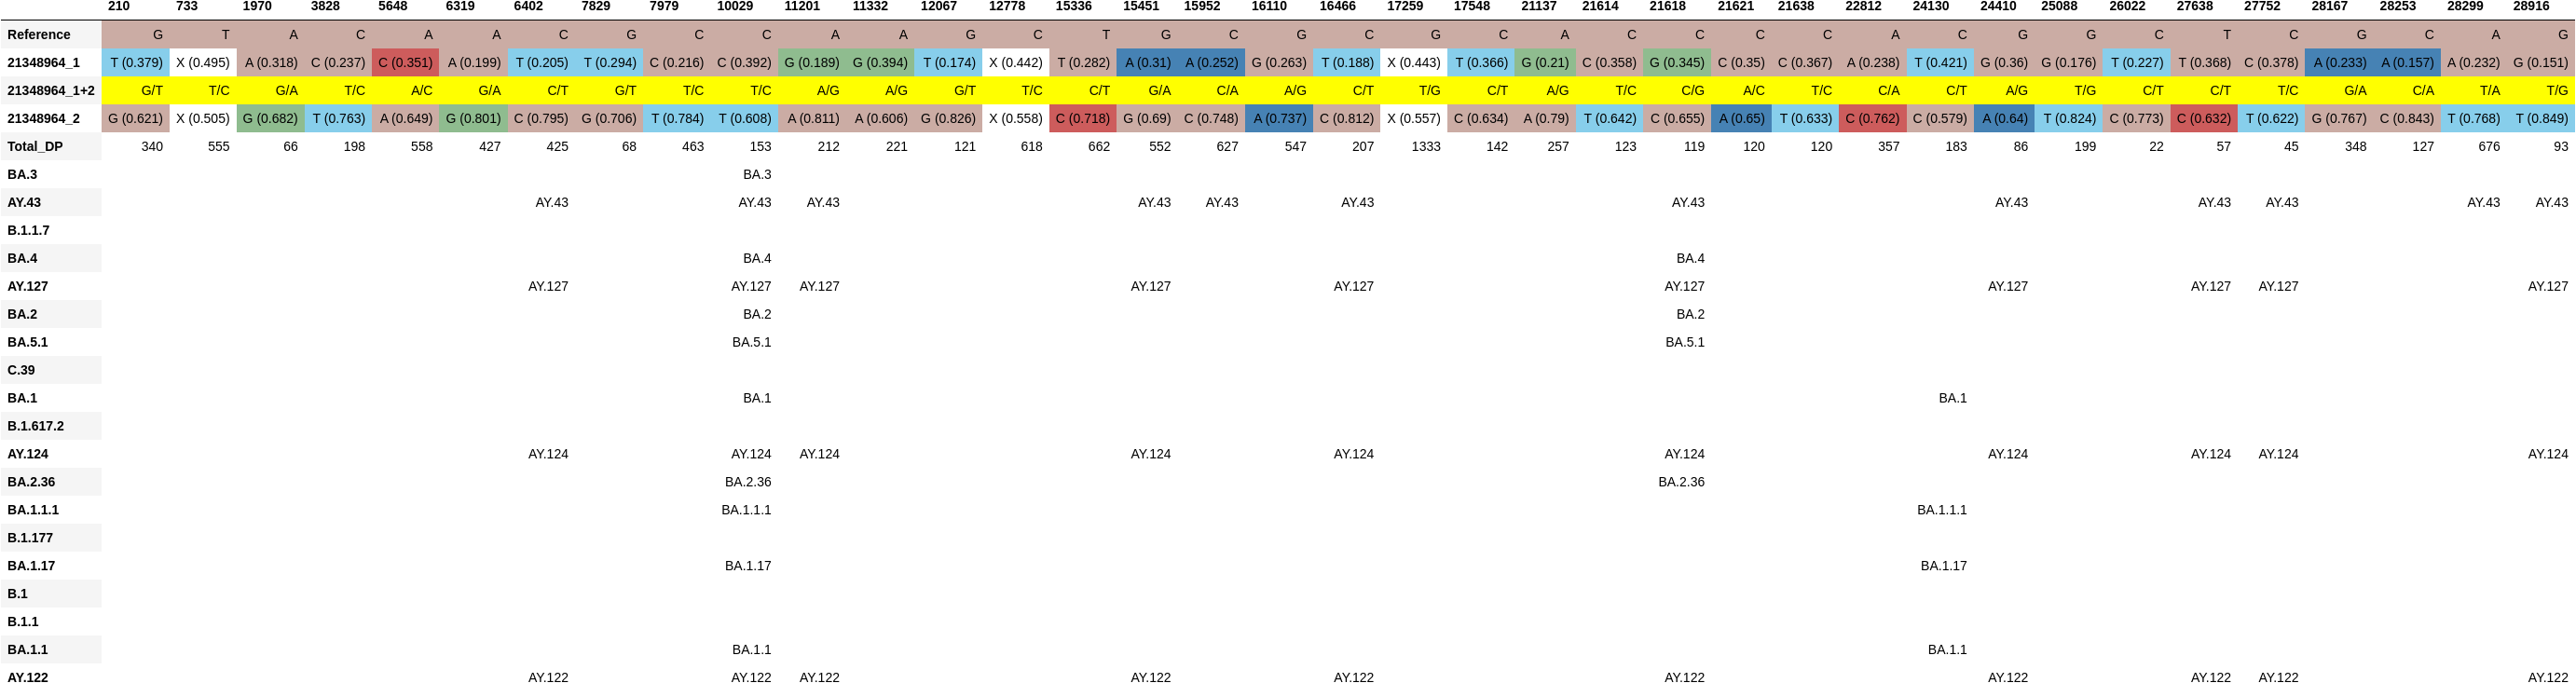 210 733 1970 3828 5648 6319 6402 7829 7979 10029 11201 11332 12067 12778 15336 15451 15952 16110 16466 17259 17548 21137 21614 21618 21621 21638 22812 24130 24410 25088 26022 27638 27752 28167 28253 28299 28916
Reference G T A C A A C G C C A A G C T G C G C G C A C C C C A C G G C T C G C A G
21348964_1 T (0.379) X (0.495) A (0.318) C (0.237) C (0.351) A (0.199) T (0.205) T (0.294) C (0.216) C (0.392) G (0.189) G (0.394) T (0.174) X (0.442) T (0.282) A (0.31) A (0.252) G (0.263) T (0.188) X (0.443) T (0.366) G (0.21) C (0.358) G (0.345) C (0.35) C (0.367) A (0.238) T (0.421) G (0.36) G (0.176) T (0.227) T (0.368) C (0.378) A (0.233) A (0.157) A (0.232) G (0.151)
21348964_1+2 G/T T/C G/A T/C A/C G/A C/T G/T T/C T/C A/G A/G G/T T/C C/T G/A C/A A/G C/T T/G C/T A/G T/C C/G A/C T/C C/A C/T A/G T/G C/T C/T T/C G/A C/A T/A T/G
21348964_2 G (0.621) X (0.505) G (0.682) T (0.763) A (0.649) G (0.801) C (0.795) G (0.706) T (0.784) T (0.608) A (0.811) A (0.606) G (0.826) X (0.558) C (0.718) G (0.69) C (0.748) A (0.737) C (0.812) X (0.557) C (0.634) A (0.79) T (0.642) C (0.655) A (0.65) T (0.633) C (0.762) C (0.579) A (0.64) T (0.824) C (0.773) C (0.632) T (0.622) G (0.767) C (0.843) T (0.768) T (0.849)
Total_DP 340 555 66 198 558 427 425 68 463 153 212 221 121 618 662 552 627 547 207 1333 142 257 123 119 120 120 357 183 86 199 22 57 45 348 127 676 93
BA.3 BA.3
AY.43 AY.43 AY.43 AY.43 AY.43 AY.43 AY.43 AY.43 AY.43 AY.43 AY.43 AY.43 AY.43
B.1.1.7
BA.4 BA.4 BA.4
AY.127 AY.127 AY.127 AY.127 AY.127 AY.127 AY.127 AY.127 AY.127 AY.127 AY.127
BA.2 BA.2 BA.2
BA.5.1 BA.5.1 BA.5.1
C.39
BA.1 BA.1 BA.1
B.1.617.2
AY.124 AY.124 AY.124 AY.124 AY.124 AY.124 AY.124 AY.124 AY.124 AY.124 AY.124
BA.2.36 BA.2.36 BA.2.36
BA.1.1.1 BA.1.1.1 BA.1.1.1
B.1.177
BA.1.17 BA.1.17 BA.1.17
B.1
B.1.1
BA.1.1 BA.1.1 BA.1.1
AY.122 AY.122 AY.122 AY.122 AY.122 AY.122 AY.122 AY.122 AY.122 AY.122 AY.122